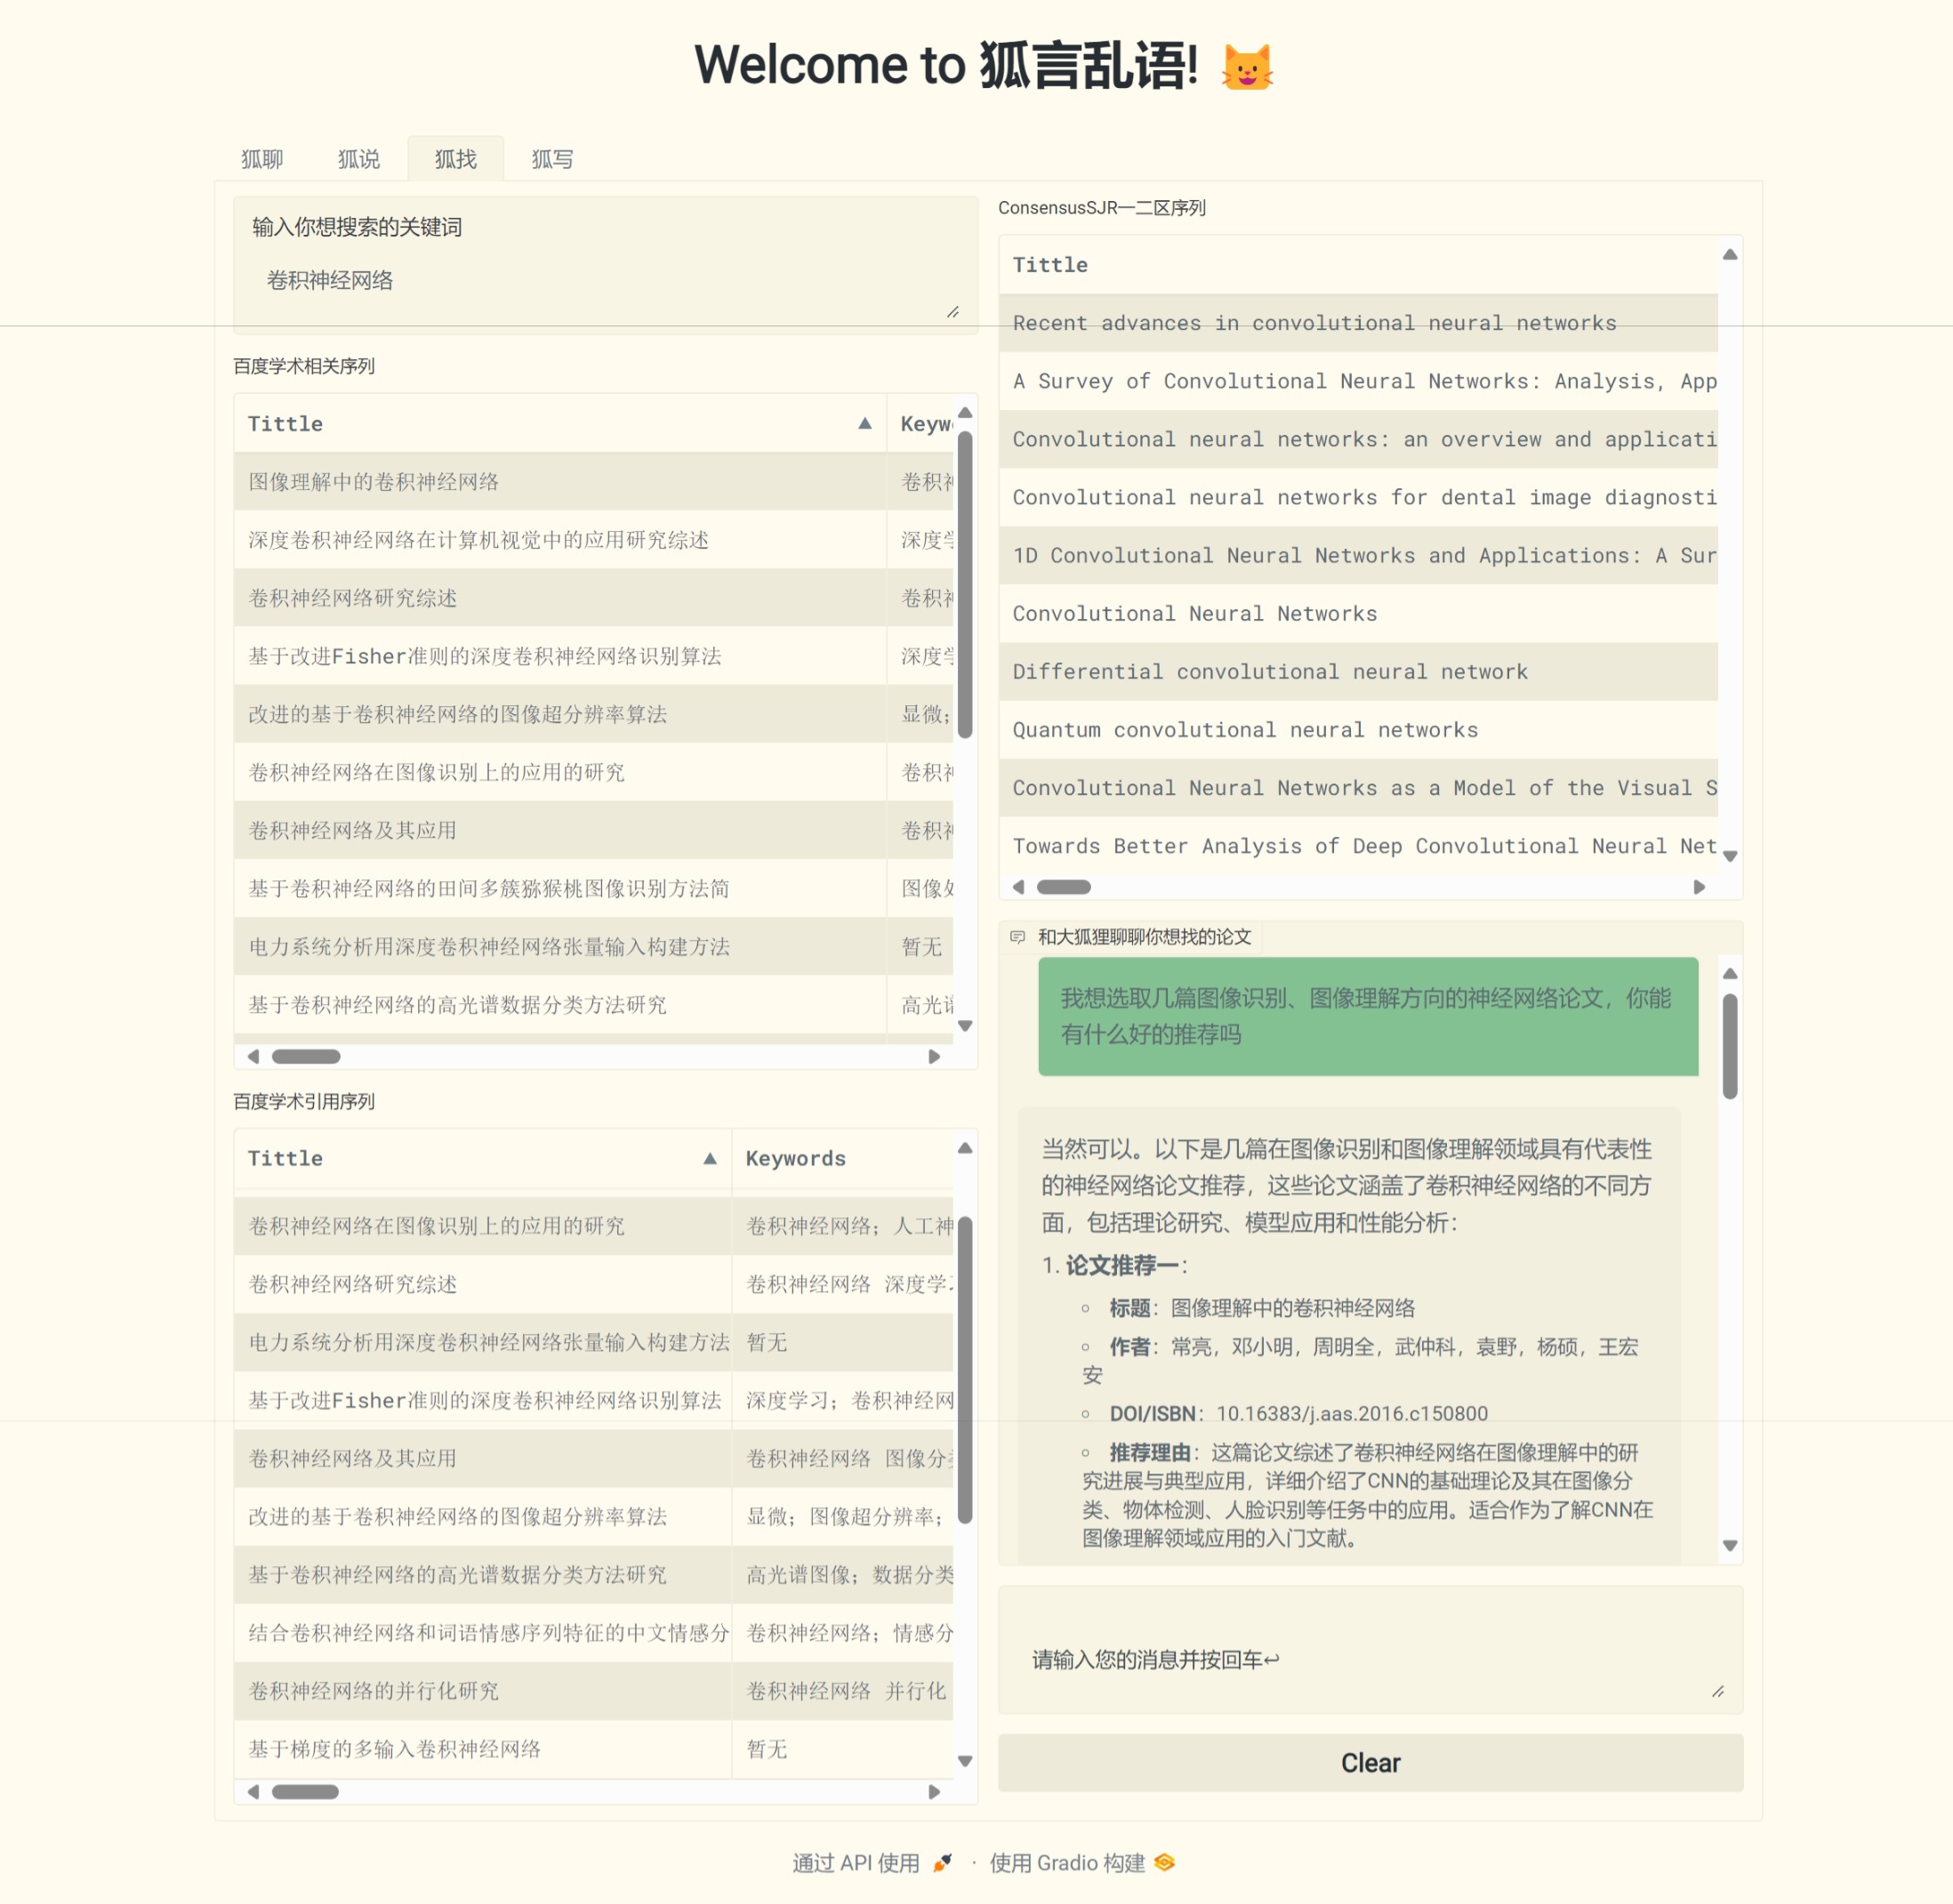 Welcome to 狐言乱语! 😺
狐聊
狐说
狐找
狐写
输入你想搜索的关键词
卷积神经网络
百度学术相关序列
Tittle ▲ Keyw
图像理解中的卷积神经网络 卷积
深度卷积神经网络在计算机视觉中的应用研究综述 深度
卷积神经网络研究综述 卷积
基于改进Fisher准则的深度卷积神经网络识别算法 深度
改进的基于卷积神经网络的图像超分辨率算法 显微;
卷积神经网络在图像识别上的应用的研究 卷积
卷积神经网络及其应用 卷积
基于卷积神经网络的田间多簇猕猴桃图像识别方法简 图像
电力系统分析用深度卷积神经网络张量输入构建方法 暂无
基于卷积神经网络的高光谱数据分类方法研究 高光
百度学术引用序列
Tittle ▲ Keywords
卷积神经网络在图像识别上的应用的研究 卷积神经网络; 人工神
卷积神经网络研究综述 卷积神经网络 深度学
电力系统分析用深度卷积神经网络张量输入构建方法 暂无
基于改进Fisher准则的深度卷积神经网络识别算法 深度学习; 卷积神经网
卷积神经网络及其应用 卷积神经网络 图像分
改进的基于卷积神经网络的图像超分辨率算法 显微; 图像超分辨率;
基于卷积神经网络的高光谱数据分类方法研究 高光谱图像; 数据分类
结合卷积神经网络和词语情感序列特征的中文情感分 卷积神经网络; 情感分
卷积神经网络的并行化研究 卷积神经网络 并行化
基于梯度的多输入卷积神经网络 暂无
ConsensusSJR一二区序列
Tittle
Recent advances in convolutional neural networks
A Survey of Convolutional Neural Networks: Analysis, App
Convolutional neural networks: an overview and applicati
Convolutional neural networks for dental image diagnosti
1D Convolutional Neural Networks and Applications: A Sur
Convolutional Neural Networks
Differential convolutional neural network
Quantum convolutional neural networks
Convolutional Neural Networks as a Model of the Visual S
Towards Better Analysis of Deep Convolutional Neural Net
和大狐狸聊聊你想找的论文
我想选取几篇图像识别、图像理解方向的神经网络论文，你能
有什么好的推荐吗
当然可以。以下是几篇在图像识别和图像理解领域具有代表性
的神经网络论文推荐，这些论文涵盖了卷积神经网络的不同方
面，包括理论研究、模型应用和性能分析：
1. 论文推荐一：
◦ 标题：图像理解中的卷积神经网络
◦ 作者：常亮，邓小明，周明全，武仲科，袁野，杨硕，王宏
安
◦ DOI/ISBN：10.16383/j.aas.2016.c150800
◦ 推荐理由：这篇论文综述了卷积神经网络在图像理解中的研
究进展与典型应用，详细介绍了CNN的基础理论及其在图像分
类、物体检测、人脸识别等任务中的应用。适合作为了解CNN在
图像理解领域应用的入门文献。
请输入您的消息并按回车↩
Clear
通过 API 使用 · 使用 Gradio 构建